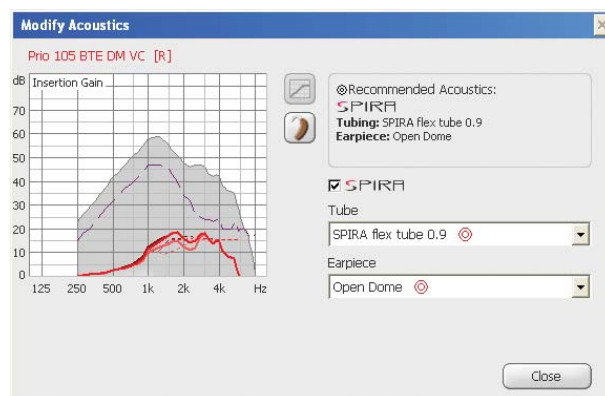 Modify Acoustics
Prio 105 BTE DM VC [R]
dB
Insertion Gain
70
60
50
40
30
20
10
0
125 250 500 1k 2k 4k Hz
Recommended Acoustics:
SPIRA
Tubing: SPIRA flex tube 0.9
Earpiece: Open Dome
SPIRA
Tube
SPIRA flex tube 0.9
Earpiece
Open Dome
Close